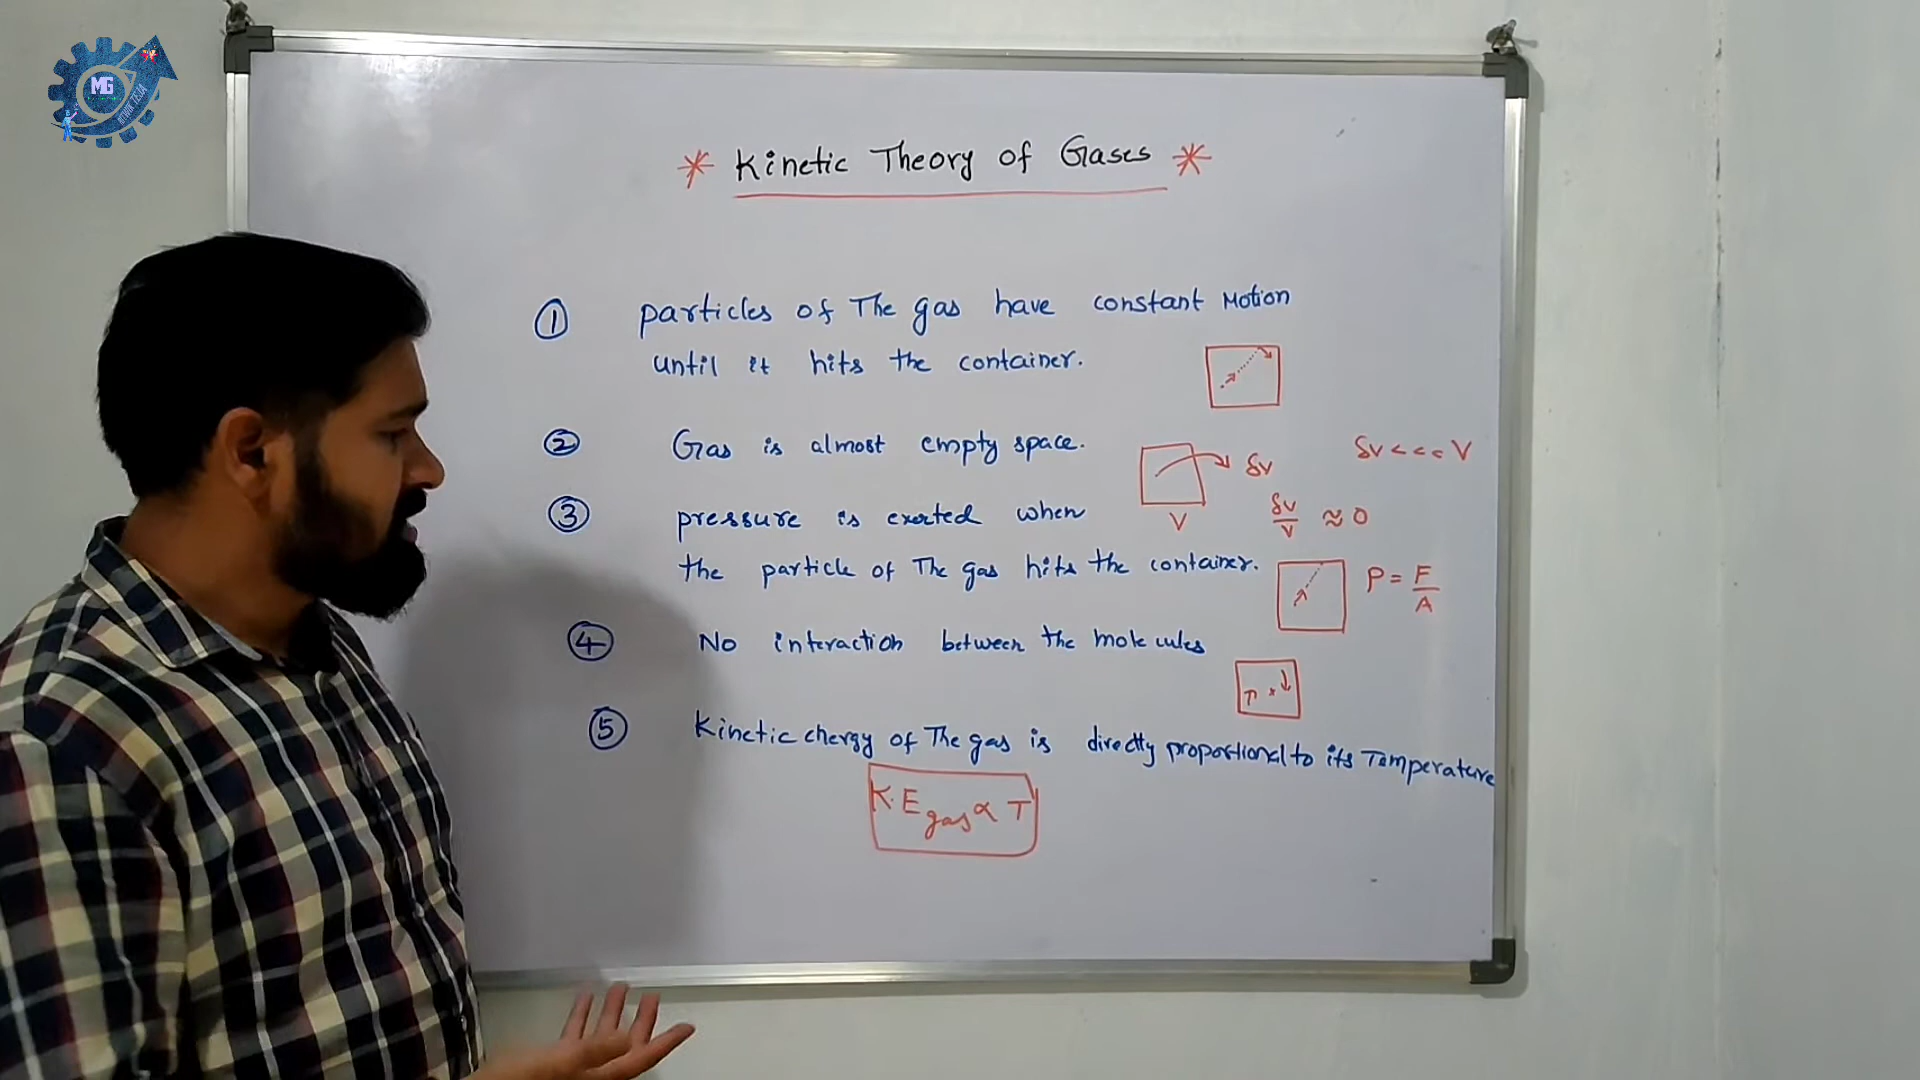 MG
* Kinetic Theory of Gases *
① particles of The gas have constant Motion
until it hits the container.
② Gas is almost empty space.
δv
δv <<< V
V
δv/V ≈ 0
③ pressure is exerted when
the particle of The gas hits the container.
P = F/A
④ No interaction between the molecules
⑤ Kinetic energy of The gas is directly proportional to its Temperature
K.E gas ∝ T